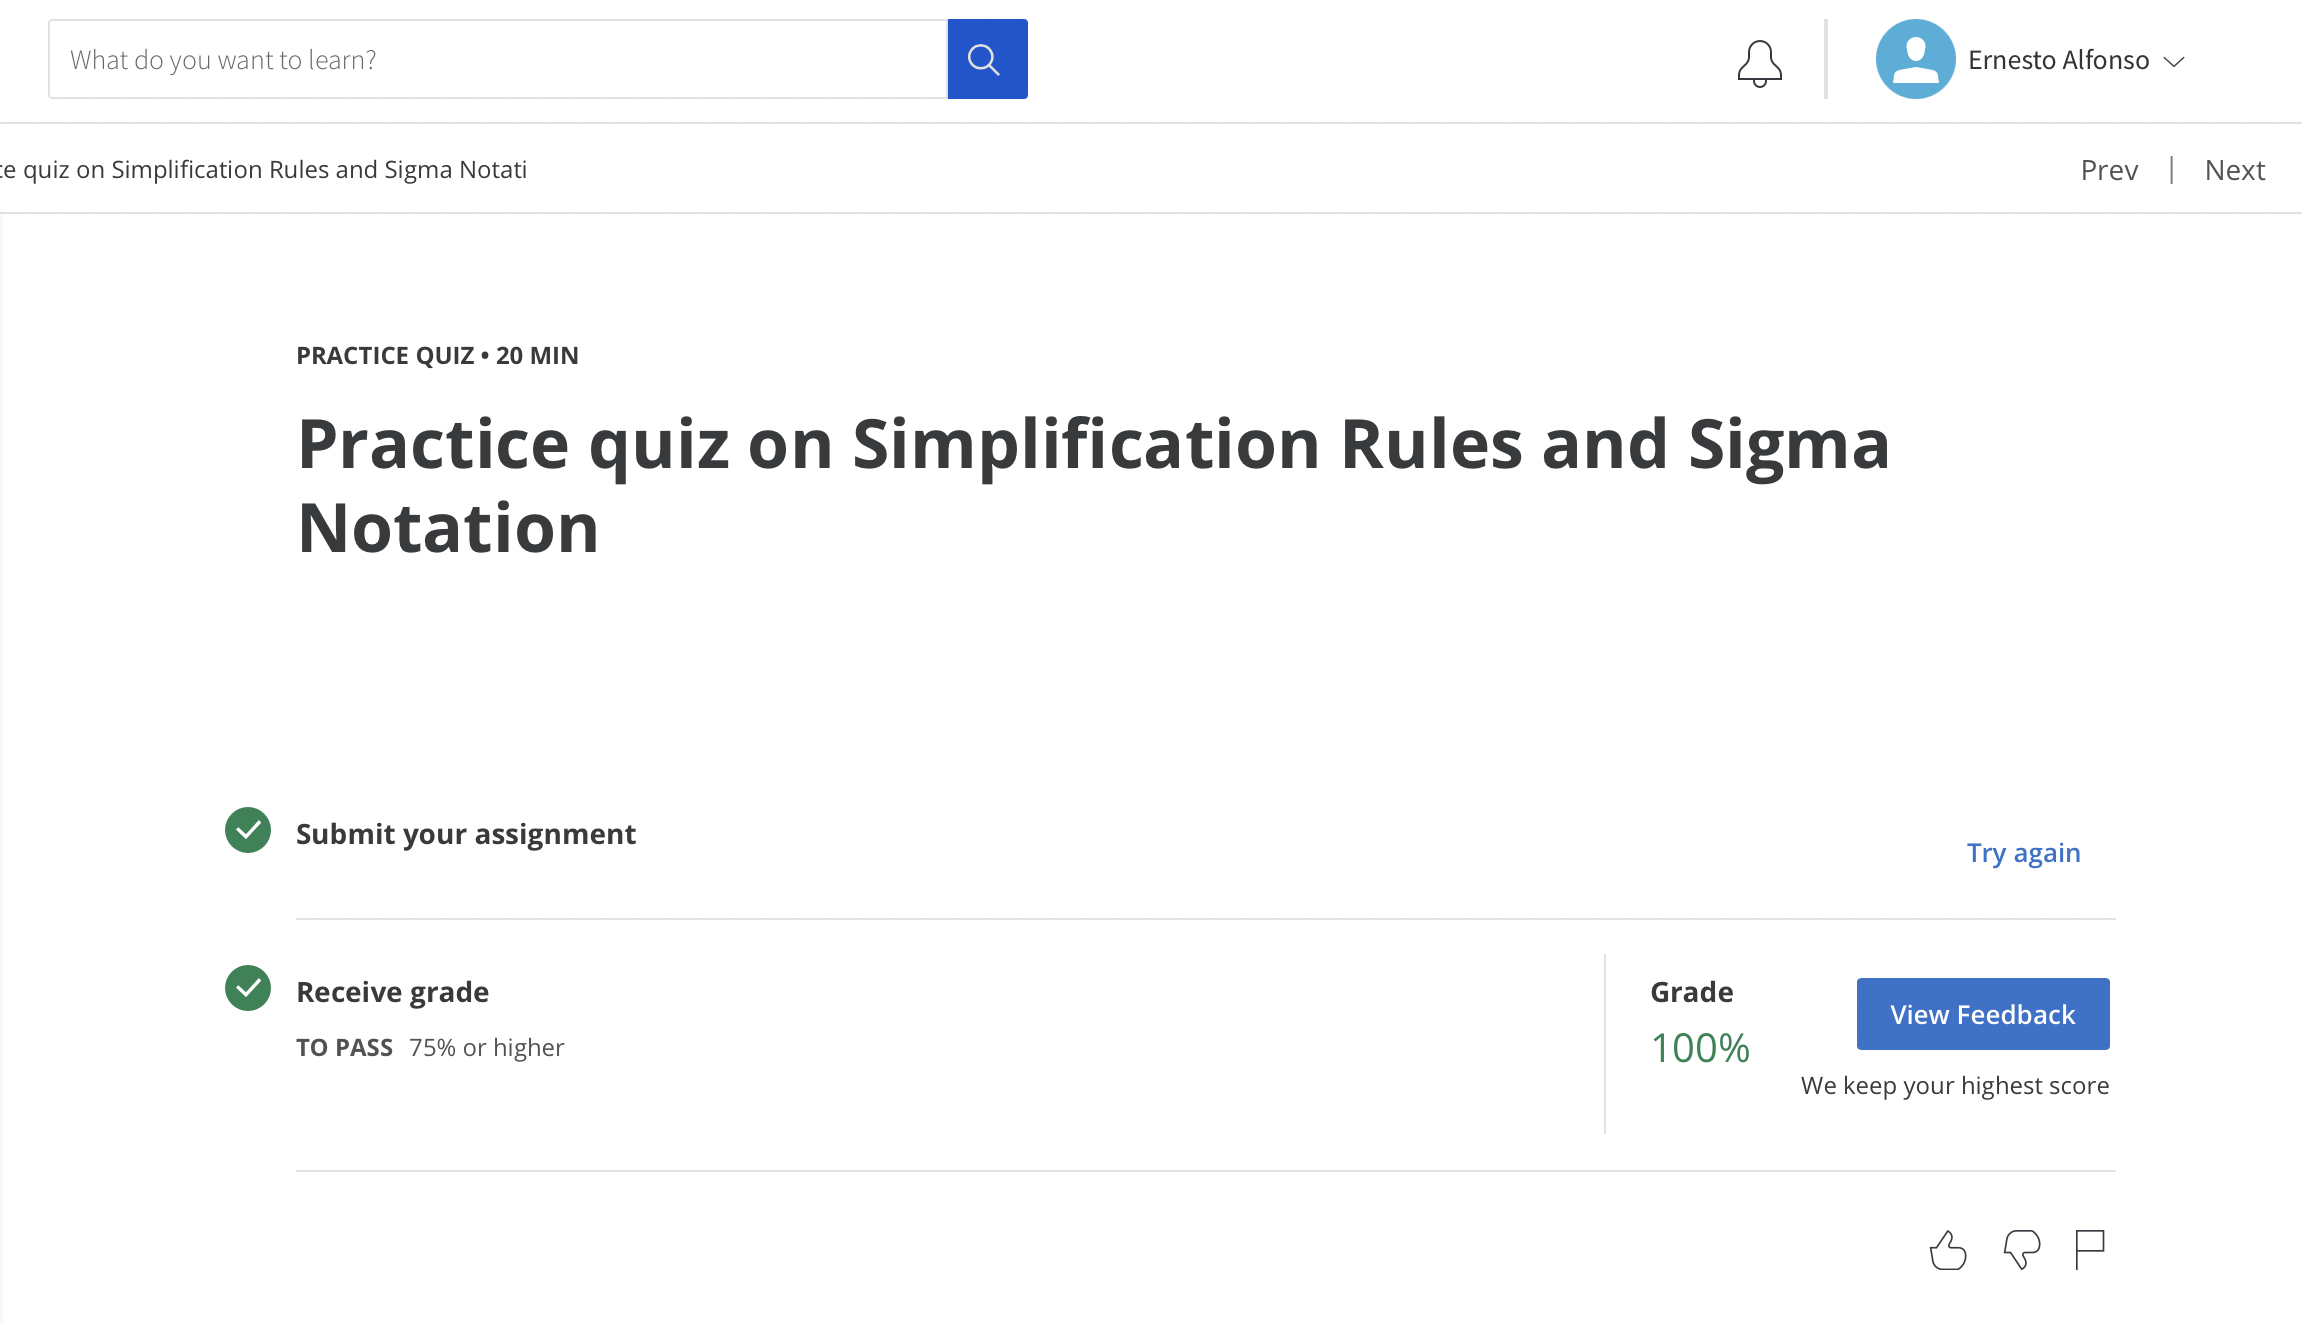 What do you want to learn?
Ernesto Alfonso
ce quiz on Simplification Rules and Sigma Notati
Prev | Next
PRACTICE QUIZ • 20 MIN
Practice quiz on Simplification Rules and Sigma
Notation
Submit your assignment
Try again
Receive grade
TO PASS 75% or higher
Grade
100%
View Feedback
We keep your highest score